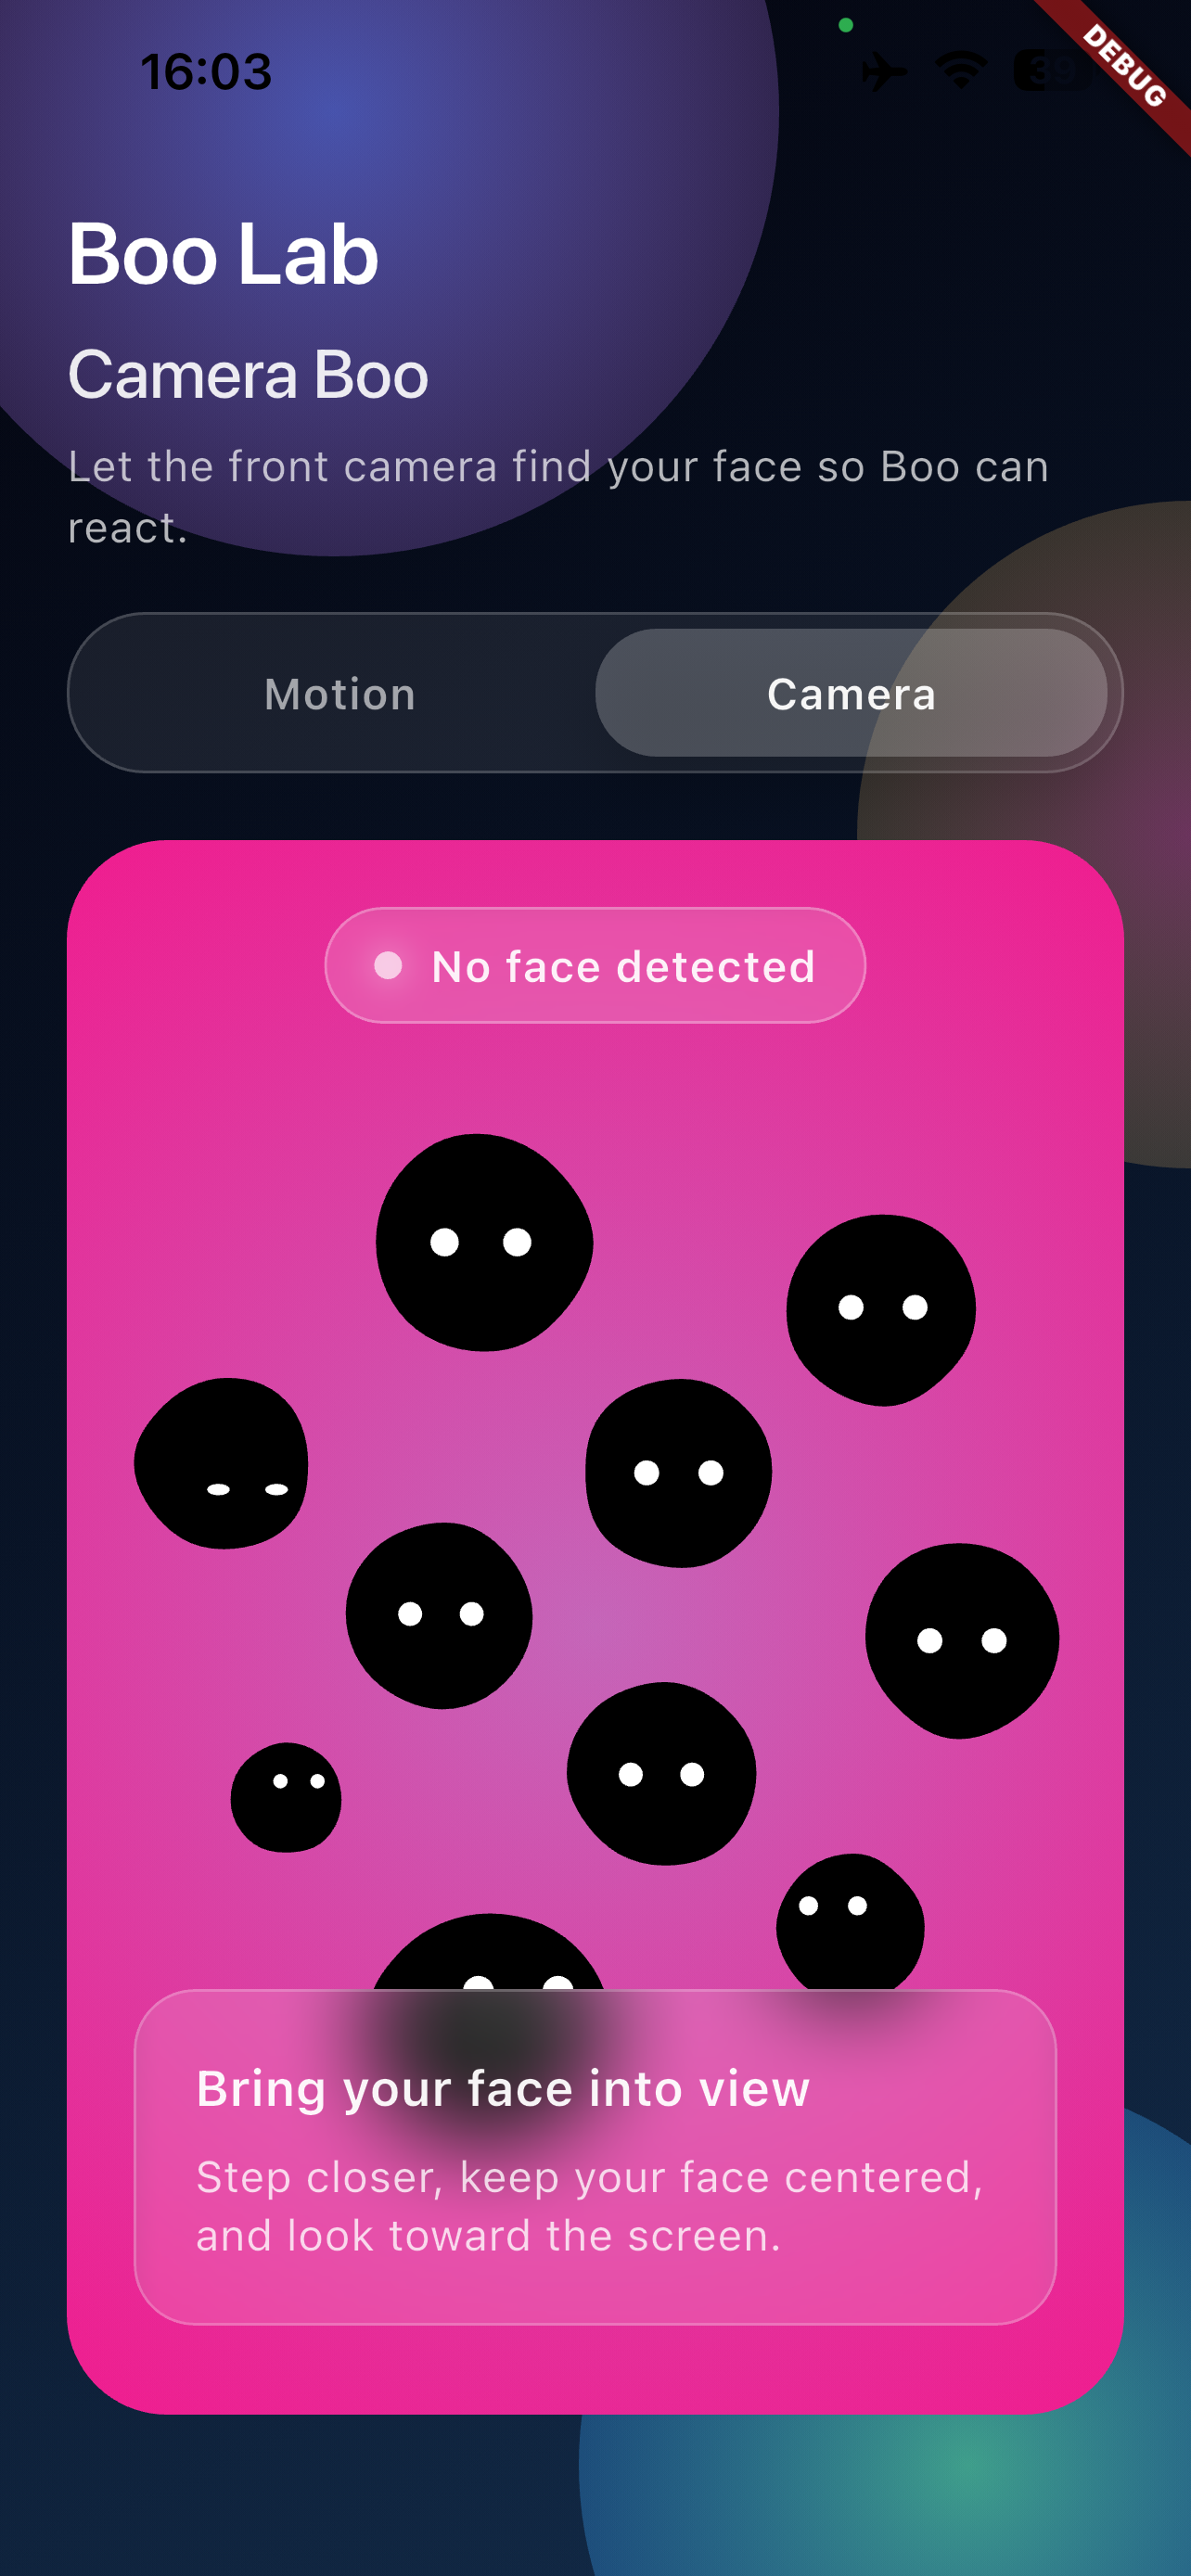 16:03
39
DEBUG
Boo Lab
Camera Boo
Let the front camera find your face so Boo can
react.
Motion
Camera
No face detected
Bring your face into view
Step closer, keep your face centered,
and look toward the screen.